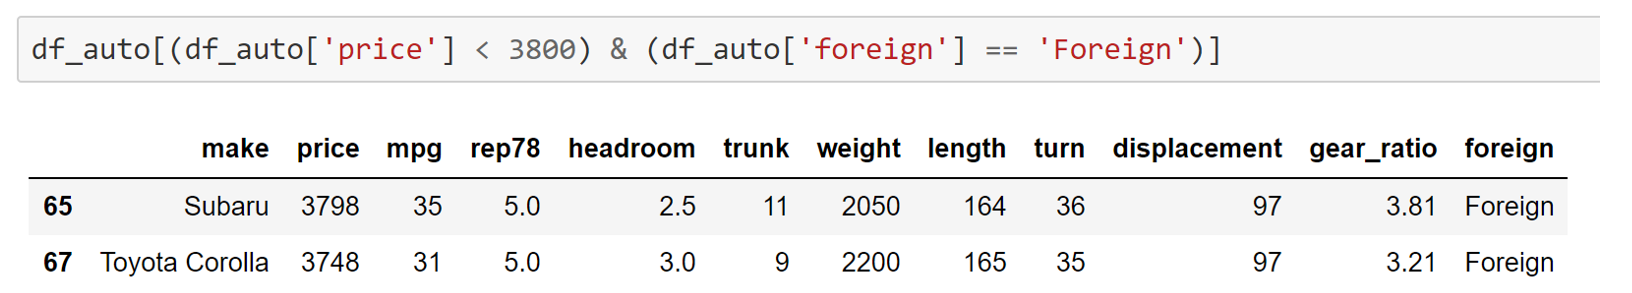 df_auto[(df_auto['price'] < 3800) & (df_auto['foreign'] == 'Foreign')]
make price mpg rep78 headroom trunk weight length turn displacement gear_ratio foreign
65 Subaru 3798 35 5.0 2.5 11 2050 164 36 97 3.81 Foreign
67 Toyota Corolla 3748 31 5.0 3.0 9 2200 165 35 97 3.21 Foreign